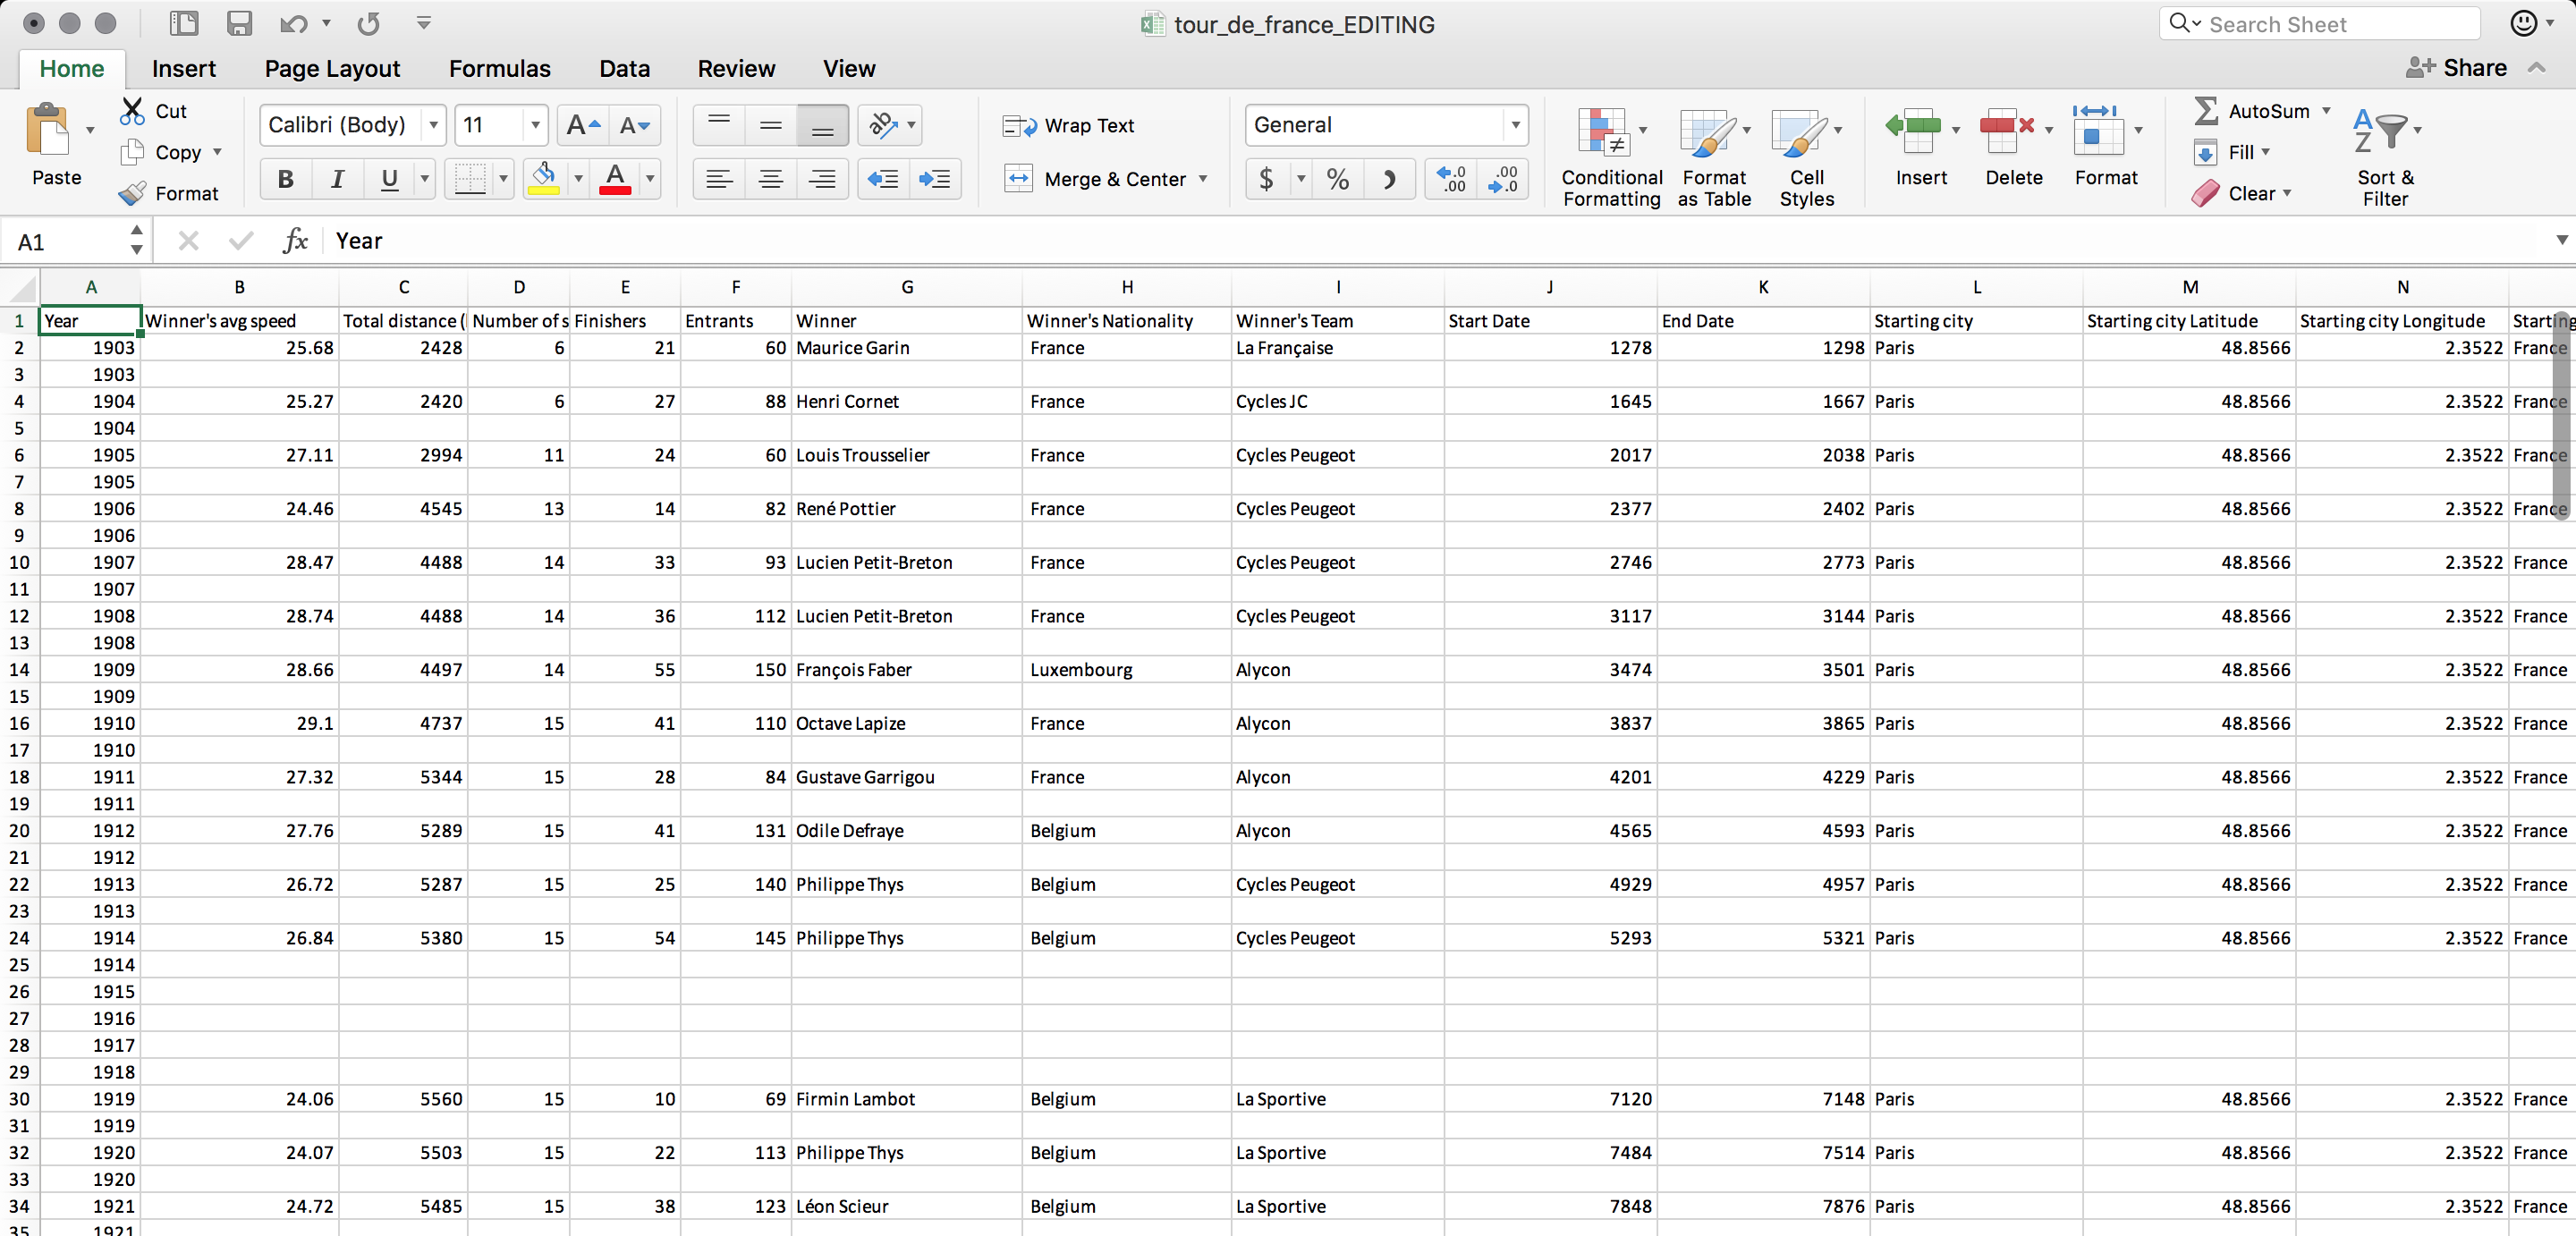 tour_de_france_EDITING
Search Sheet
Home Insert Page Layout Formulas Data Review View Share
Paste
Cut
Copy
Format
Calibri (Body) 11
B I U
Wrap Text
Merge & Center
General
$ %
Conditional Formatting
Format as Table
Cell Styles
Insert Delete Format
AutoSum
Fill
Clear
Sort & Filter
A1 fx Year
A B C D E F G H I J K L M N
1 Year Winner's avg speed Total distance ( Number of s Finishers Entrants Winner Winner's Nationality Winner's Team Start Date End Date Starting city Starting city Latitude Starting city Longitude Starting
2 1903 25.68 2428 6 21 60 Maurice Garin France La Française 1278 1298 Paris 48.8566 2.3522 France
3 1903
4 1904 25.27 2420 6 27 88 Henri Cornet France Cycles JC 1645 1667 Paris 48.8566 2.3522 France
5 1904
6 1905 27.11 2994 11 24 60 Louis Trousselier France Cycles Peugeot 2017 2038 Paris 48.8566 2.3522 France
7 1905
8 1906 24.46 4545 13 14 82 René Pottier France Cycles Peugeot 2377 2402 Paris 48.8566 2.3522 France
9 1906
10 1907 28.47 4488 14 33 93 Lucien Petit-Breton France Cycles Peugeot 2746 2773 Paris 48.8566 2.3522 France
11 1907
12 1908 28.74 4488 14 36 112 Lucien Petit-Breton France Cycles Peugeot 3117 3144 Paris 48.8566 2.3522 France
13 1908
14 1909 28.66 4497 14 55 150 François Faber Luxembourg Alycon 3474 3501 Paris 48.8566 2.3522 France
15 1909
16 1910 29.1 4737 15 41 110 Octave Lapize France Alycon 3837 3865 Paris 48.8566 2.3522 France
17 1910
18 1911 27.32 5344 15 28 84 Gustave Garrigou France Alycon 4201 4229 Paris 48.8566 2.3522 France
19 1911
20 1912 27.76 5289 15 41 131 Odile Defraye Belgium Alycon 4565 4593 Paris 48.8566 2.3522 France
21 1912
22 1913 26.72 5287 15 25 140 Philippe Thys Belgium Cycles Peugeot 4929 4957 Paris 48.8566 2.3522 France
23 1913
24 1914 26.84 5380 15 54 145 Philippe Thys Belgium Cycles Peugeot 5293 5321 Paris 48.8566 2.3522 France
25 1914
26 1915
27 1916
28 1917
29 1918
30 1919 24.06 5560 15 10 69 Firmin Lambot Belgium La Sportive 7120 7148 Paris 48.8566 2.3522 France
31 1919
32 1920 24.07 5503 15 22 113 Philippe Thys Belgium La Sportive 7484 7514 Paris 48.8566 2.3522 France
33 1920
34 1921 24.72 5485 15 38 123 Léon Scieur Belgium La Sportive 7848 7876 Paris 48.8566 2.3522 France
35 1921